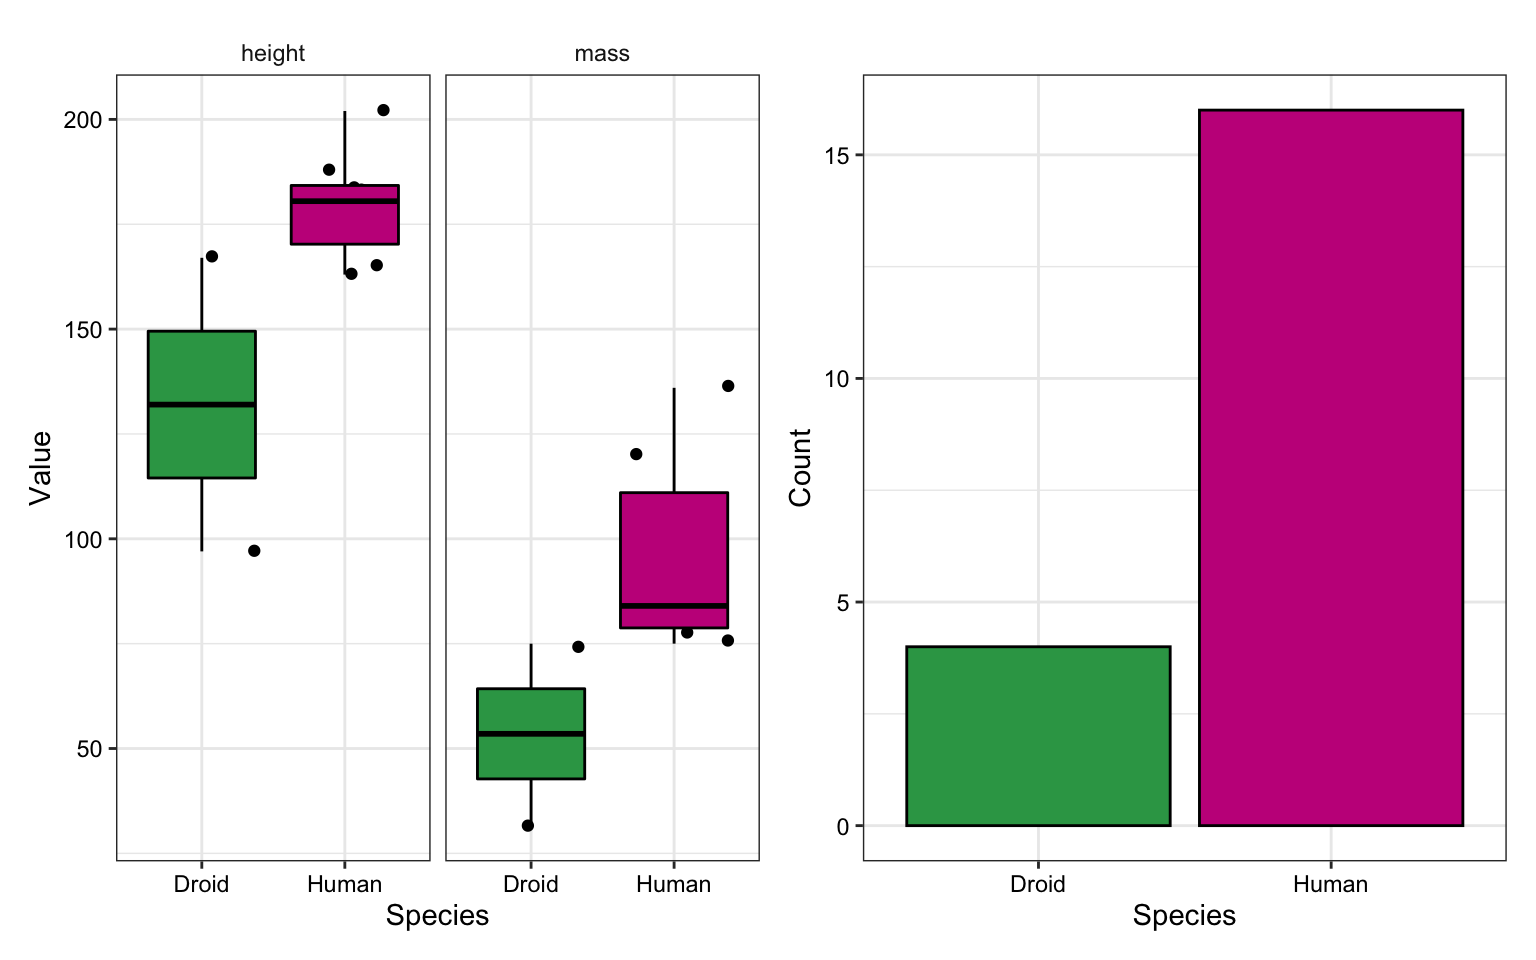 height mass
Value
200
150
100
50
Droid Human Droid Human
Species
Count
15
10
5
0
Droid Human
Species